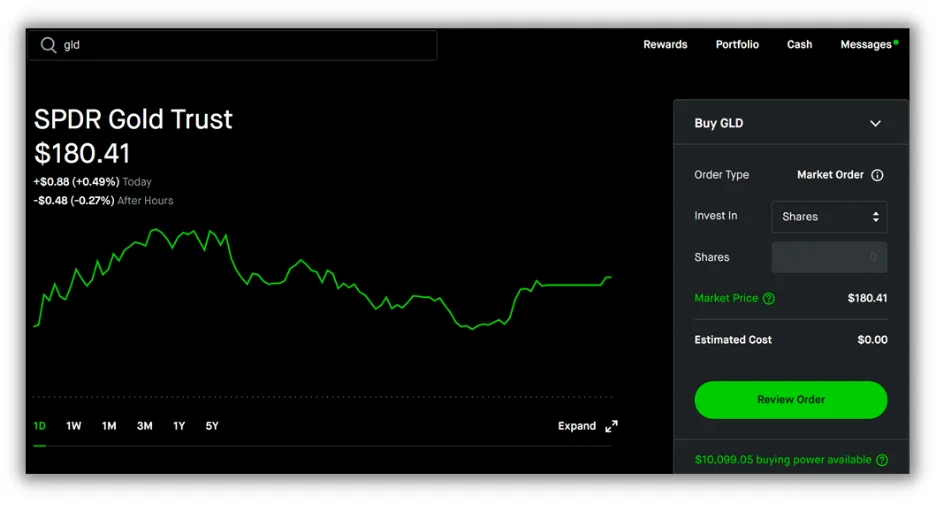 gld
Rewards Portfolio Cash Messages
SPDR Gold Trust
$180.41
+$0.88 (+0.49%) Today
-$0.48 (-0.27%) After Hours
1D 1W 1M 3M 1Y 5Y Expand
Buy GLD
Order Type Market Order
Invest In Shares
Shares 0
Market Price $180.41
Estimated Cost $0.00
Review Order
$10,099.05 buying power available